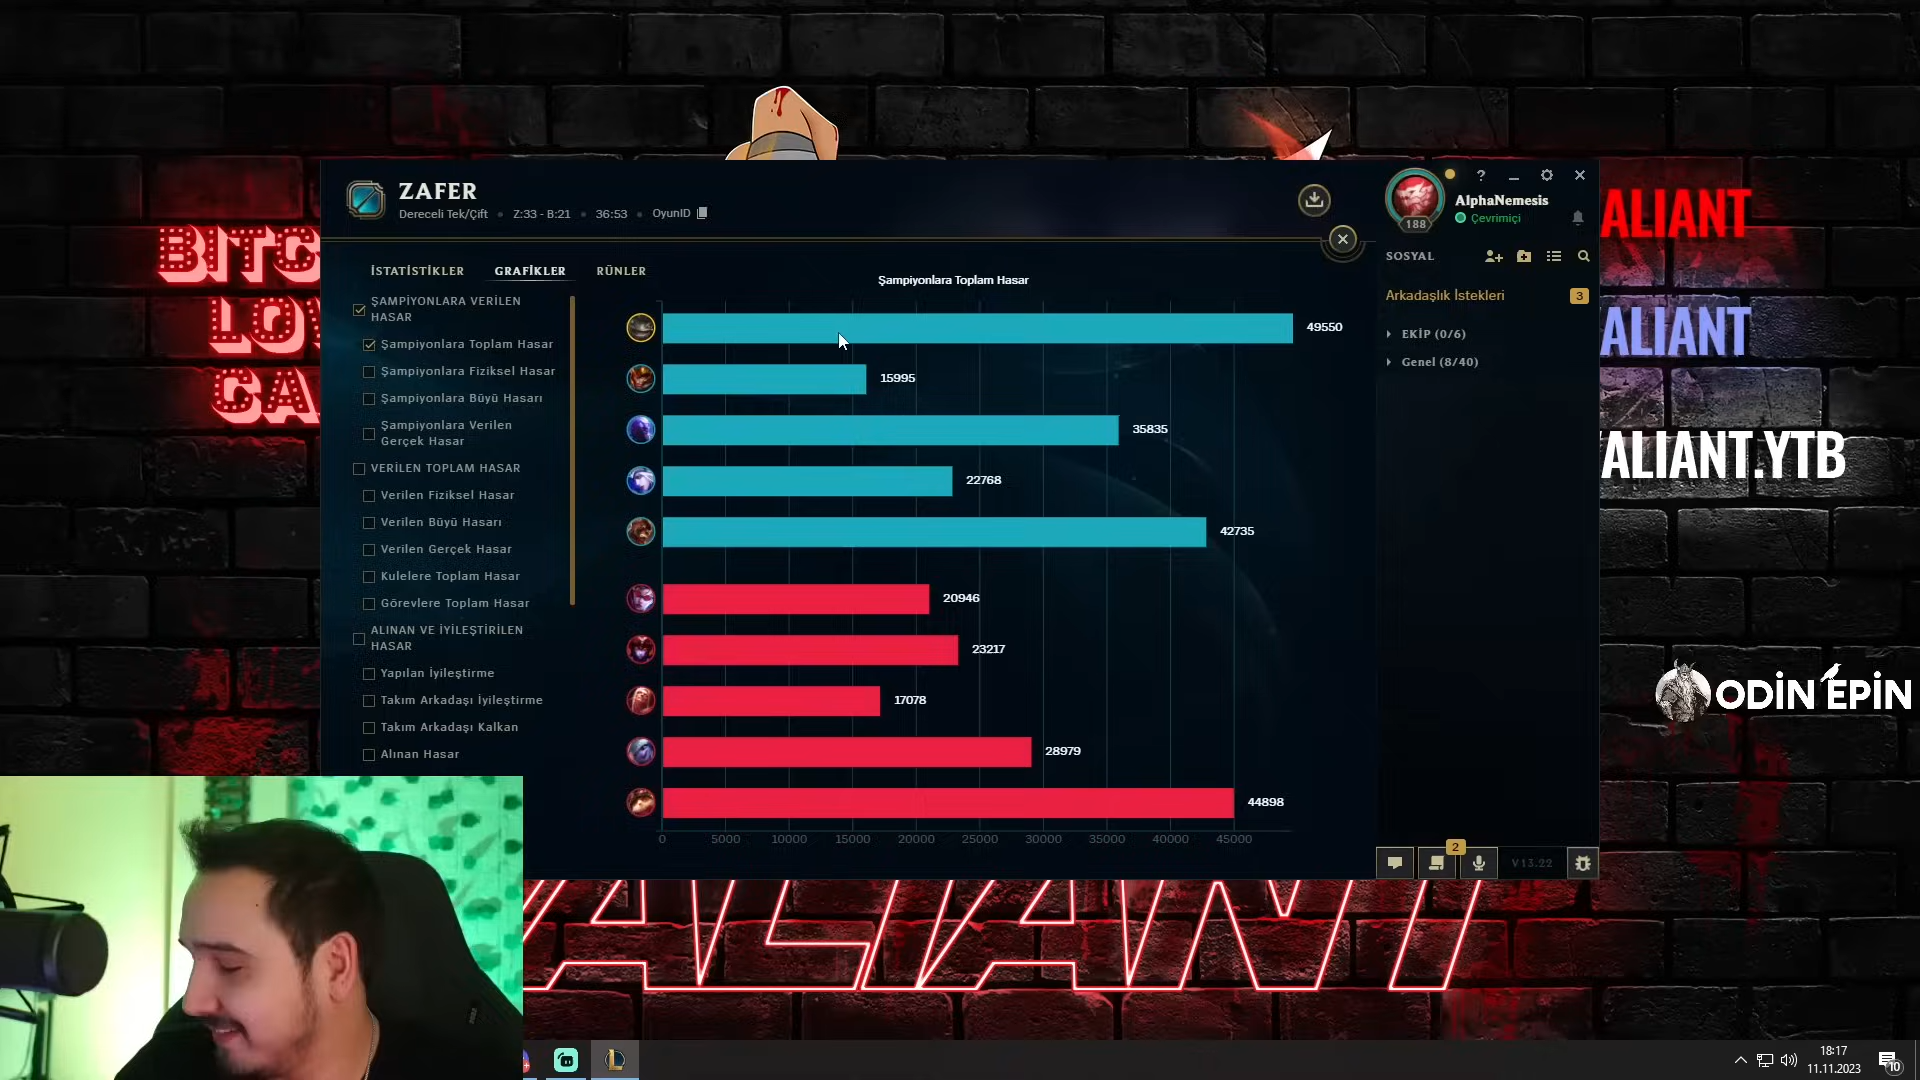 ZAFER
Dereceli Tek/Çift • Z:33 - B:21 • 36:53 • OyunID
İSTATİSTİKLER GRAFİKLER RÜNLER
ŞAMPİYONLARA VERİLEN
HASAR
Şampiyonlara Toplam Hasar
Şampiyonlara Fiziksel Hasar
Şampiyonlara Büyü Hasarı
Şampiyonlara Verilen
Gerçek Hasar
VERİLEN TOPLAM HASAR
Verilen Fiziksel Hasar
Verilen Büyü Hasarı
Verilen Gerçek Hasar
Kulelere Toplam Hasar
Görevlere Toplam Hasar
ALINAN VE İYİLEŞTİRİLEN
HASAR
Yapılan İyileştirme
Takım Arkadaşı İyileştirme
Takım Arkadaşı Kalkan
Alınan Hasar
Şampiyonlara Toplam Hasar
49550
15995
35835
22768
42735
20946
23217
17078
28979
44898
0 5000 10000 15000 20000 25000 30000 35000 40000 45000
?
AlphaNemesis
188
Çevrimiçi
SOSYAL
Arkadaşlık İstekleri 3
EKİP (0/6)
Genel (8/40)
2
V13.22
BITC
LO
CA
ALIANT
ALIANT
ALIANT.YTB
ODİN EPİN
VALIANT
18:17
11.11.2023
10